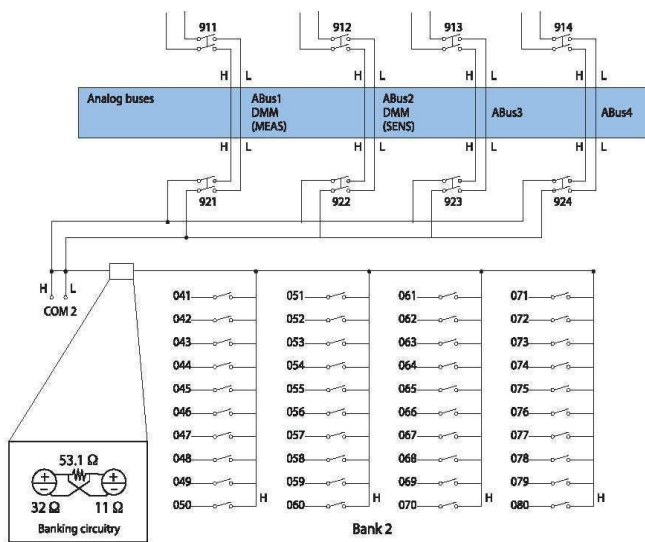 911 912 913 914
H L H L H L H L
Analog buses
ABus1 ABus2 ABus3 ABus4
DMM DMM
(MEAS) (SENS)
H L H L H L H L
921 922 923 924
H L
COM 2
041 051 061 071
042 052 062 072
043 053 063 073
044 054 064 074
045 055 065 075
046 056 066 076
047 057 067 077
048 058 068 078
049 059 069 079
H H H H
050 060 070 080
53.1 Ω
+ +
− −
32 Ω 11 Ω
Banking circuitry
Bank 2